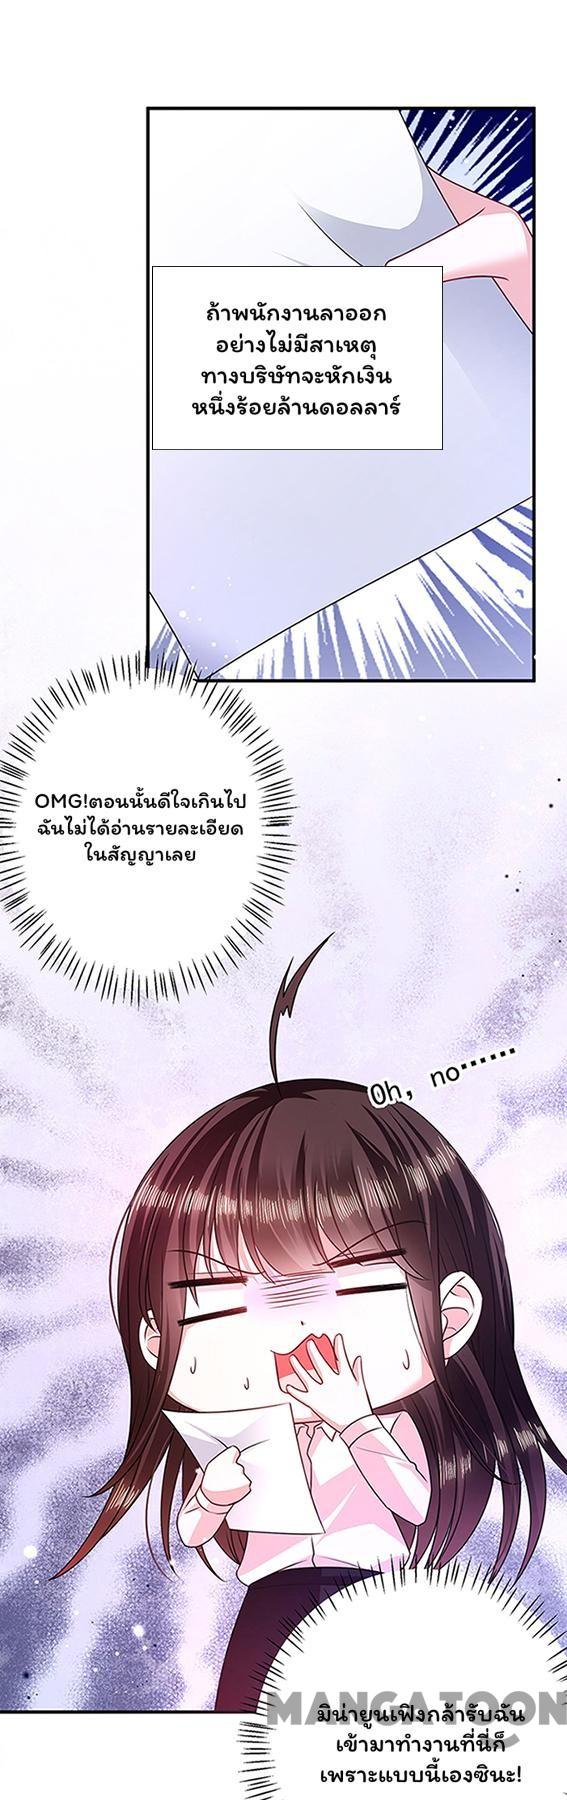 ถ้าพนักงานลาออก
อย่างไม่มีสาเหตุ
ทางบริษัทจะหักเงิน
หนึ่งร้อยล้านดอลลาร์
OMG!ตอนนั้นดีใจเกินไป
ฉันไม่ได้อ่านรายละเอียด
ในสัญญาเลย
Oh, no……
MANGATOON
มิน่ายูนเฟิงกล้ารับฉัน
เข้ามาทำงานที่นี่ก็
เพราะแบบนี้เองซินะ!